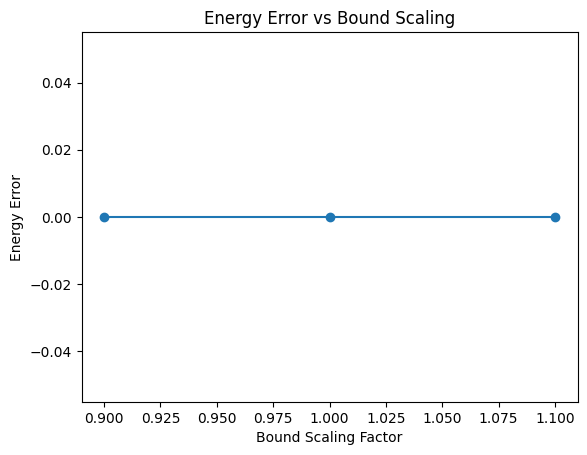 Energy Error vs Bound Scaling
0.04
0.02
0.00
−0.02
−0.04
Energy Error
0.900 0.925 0.950 0.975 1.000 1.025 1.050 1.075 1.100
Bound Scaling Factor